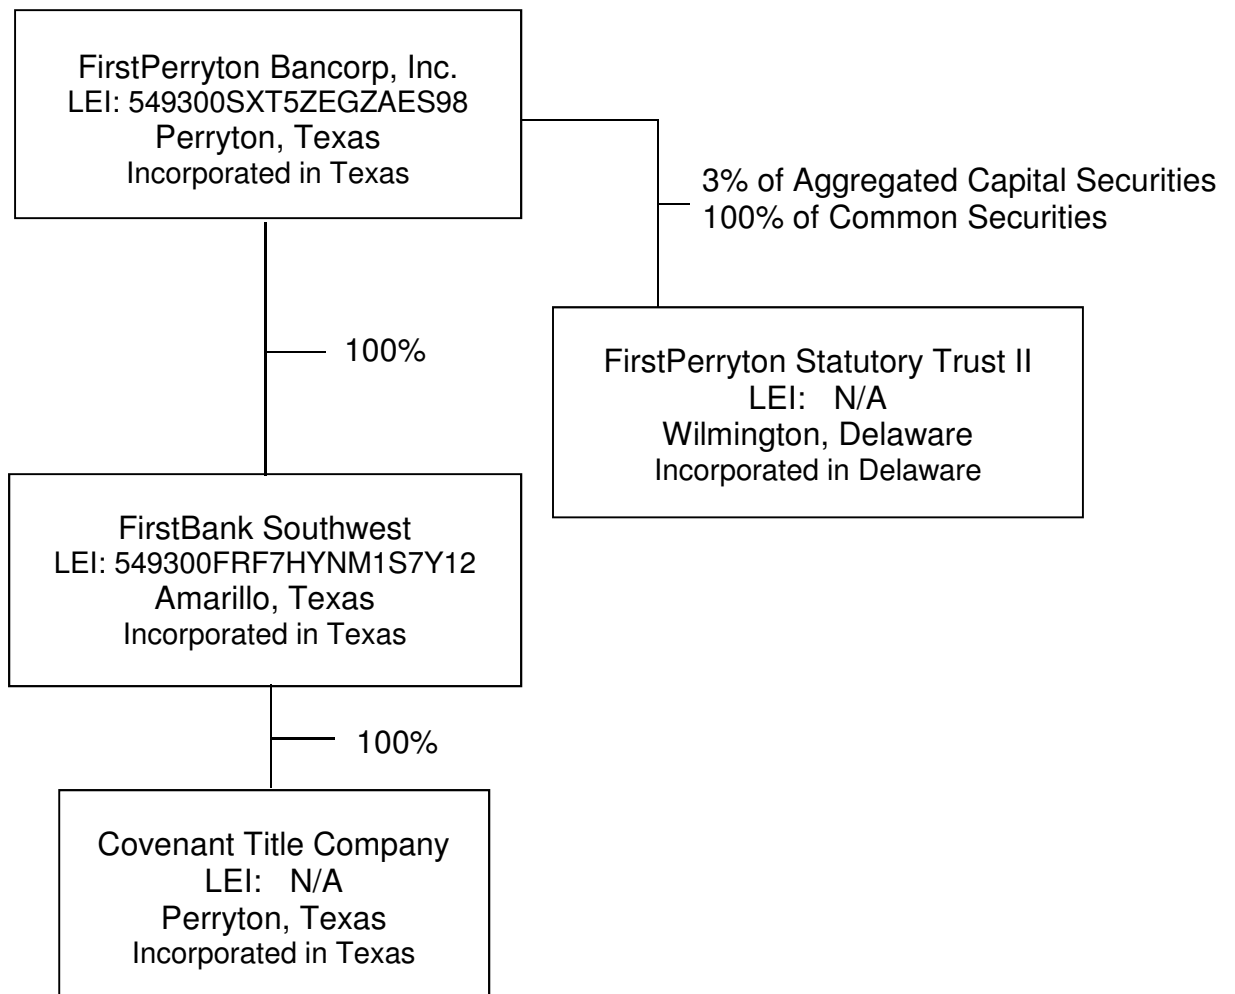 FirstPerryton Bancorp, Inc.
LEI: 549300SXT5ZEGZAES98
Perryton, Texas
Incorporated in Texas
3% of Aggregated Capital Securities
100% of Common Securities
100%
FirstPerryton Statutory Trust II
LEI: N/A
Wilmington, Delaware
Incorporated in Delaware
FirstBank Southwest
LEI: 549300FRF7HYNM1S7Y12
Amarillo, Texas
Incorporated in Texas
100%
Covenant Title Company
LEI: N/A
Perryton, Texas
Incorporated in Texas